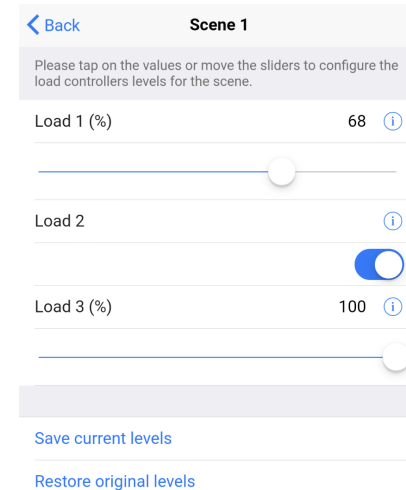 Back
Scene 1
Please tap on the values or move the sliders to configure the
load controllers levels for the scene.
Load 1 (%) 68
Load 2
Load 3 (%) 100
Save current levels
Restore original levels